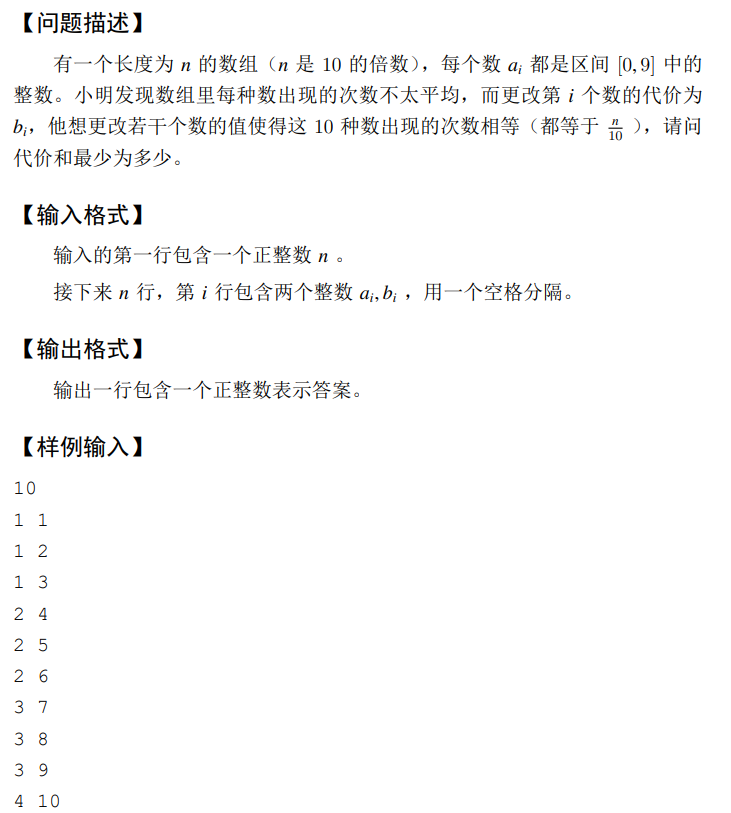 【问题描述】
有一个长度为 n 的数组（n 是 10 的倍数），每个数 aᵢ 都是区间 [0, 9] 中的
整数。小明发现数组里每种数出现的次数不太平均，而更改第 i 个数的代价为
bᵢ，他想更改若干个数的值使得这 10 种数出现的次数相等（都等于 n/10 ），请问
代价和最少为多少。
【输入格式】
输入的第一行包含一个正整数 n 。
接下来 n 行，第 i 行包含两个整数 aᵢ, bᵢ ，用一个空格分隔。
【输出格式】
输出一行包含一个正整数表示答案。
【样例输入】
10
1 1
1 2
1 3
2 4
2 5
2 6
3 7
3 8
3 9
4 10